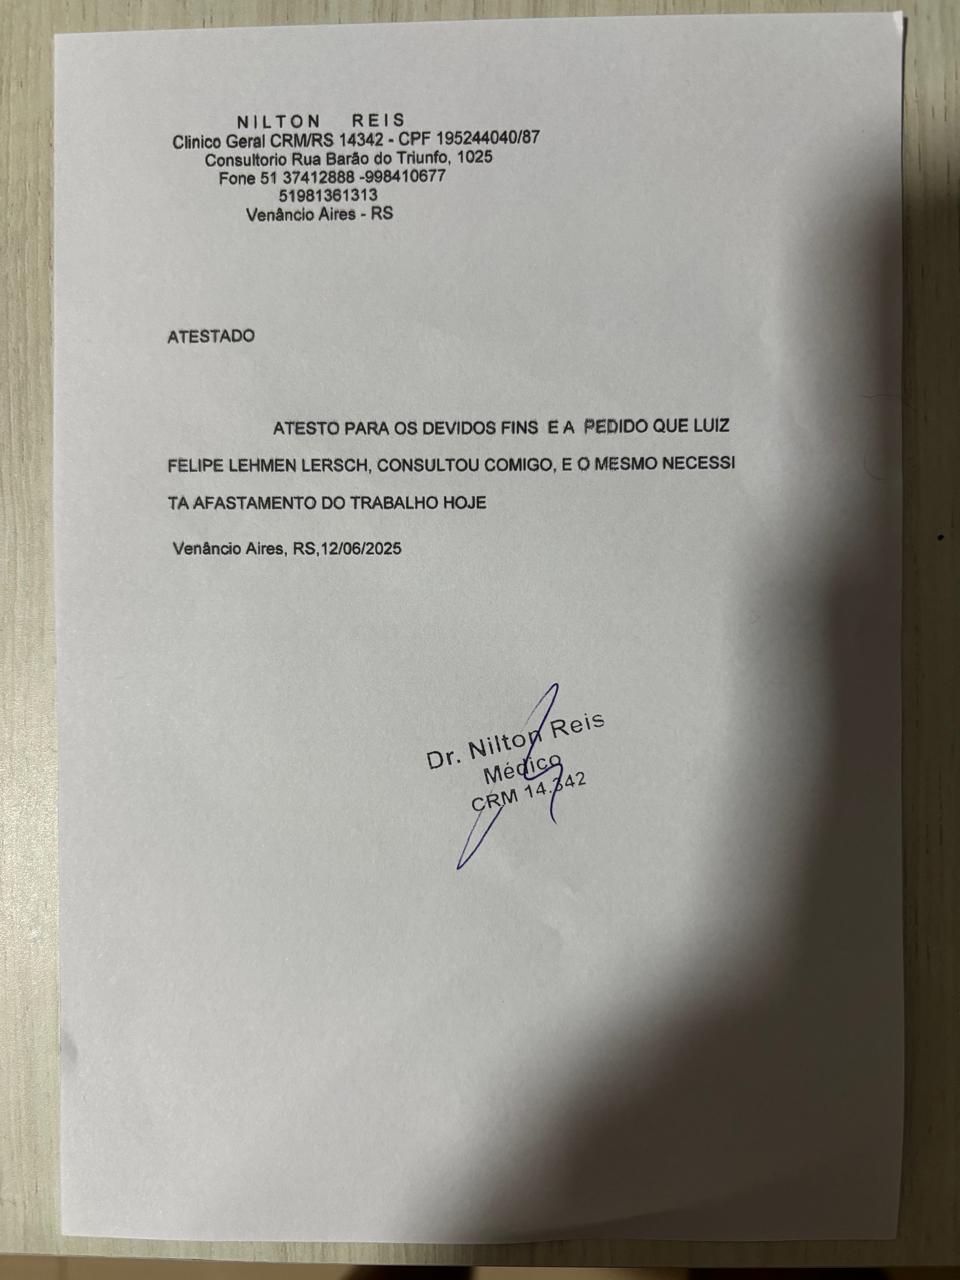 NILTON REIS
Clinico Geral CRM/RS 14342 - CPF 195244040/87
Consultorio Rua Barão do Triunfo, 1025
Fone 51 37412888 -998410677
51981361313
Venâncio Aires - RS
ATESTADO
ATESTO PARA OS DEVIDOS FINS E A PEDIDO QUE LUIZ
FELIPE LEHMEN LERSCH, CONSULTOU COMIGO, E O MESMO NECESSI
TA AFASTAMENTO DO TRABALHO HOJE
Venâncio Aires, RS,12/06/2025
Dr. Nilton Reis
Médico
CRM 14.342